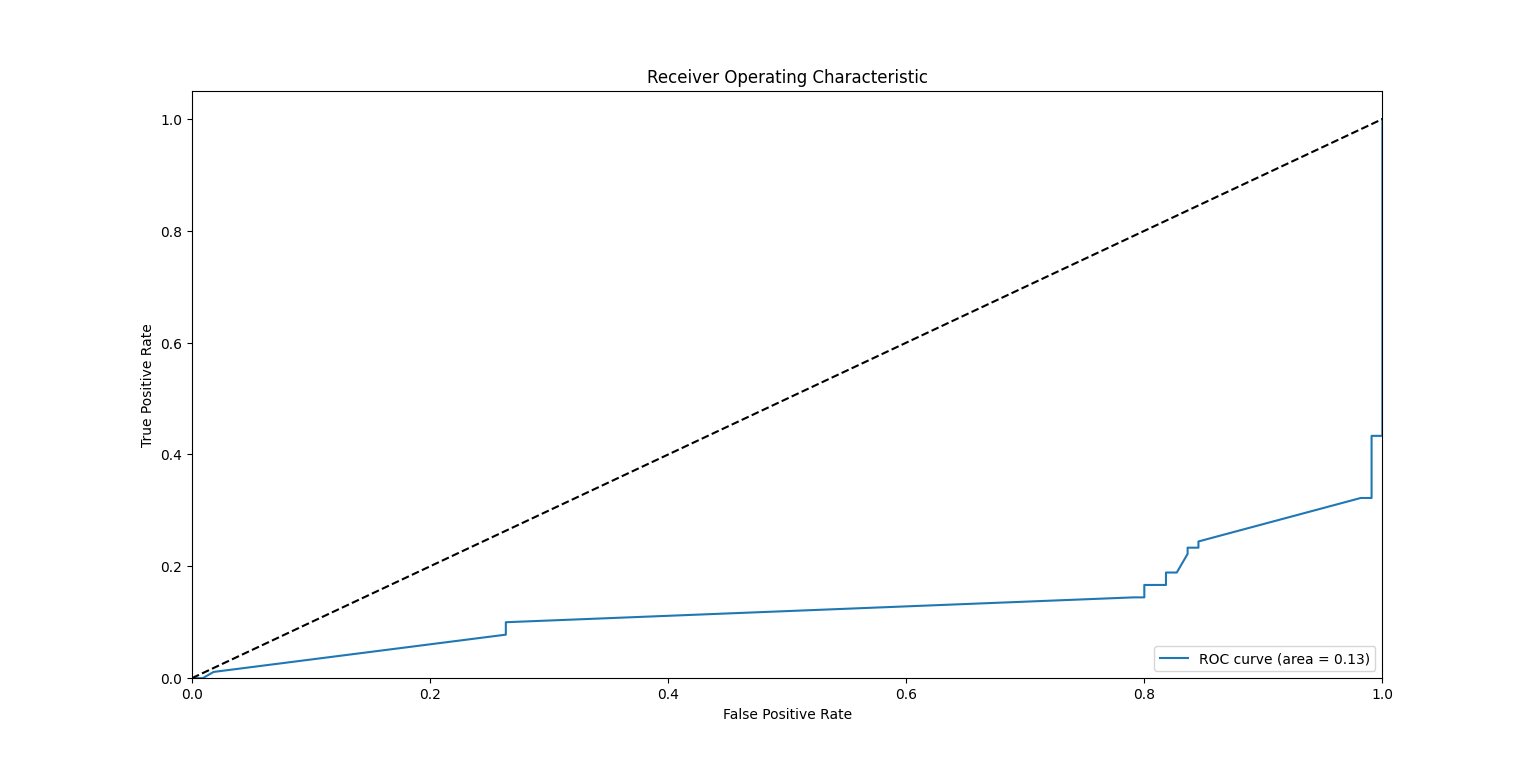 Receiver Operating Characteristic
1.0
0.8
0.6
0.4
0.2
0.0
True Positive Rate
ROC curve (area = 0.13)
0.0 0.2 0.4 0.6 0.8 1.0
False Positive Rate